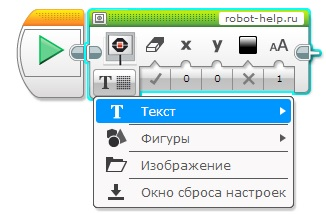 robot-help.ru
x y AA
T 0 0 1
T Текст
Фигуры
Изображение
Окно сброса настроек